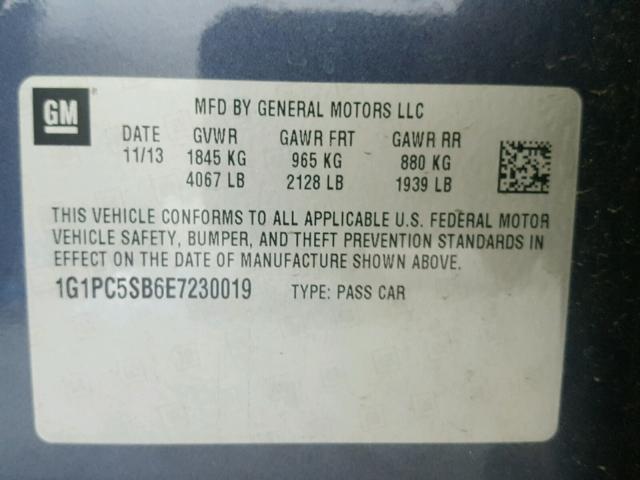 GM
MFD BY GENERAL MOTORS LLC
DATE GVWR GAWR FRT GAWR RR
11/13 1845 KG 965 KG 880 KG
4067 LB 2128 LB 1939 LB
THIS VEHICLE CONFORMS TO ALL APPLICABLE U.S. FEDERAL MOTOR
VEHICLE SAFETY, BUMPER, AND THEFT PREVENTION STANDARDS IN
EFFECT ON THE DATE OF MANUFACTURE SHOWN ABOVE.
1G1PC5SB6E7230019 TYPE: PASS CAR